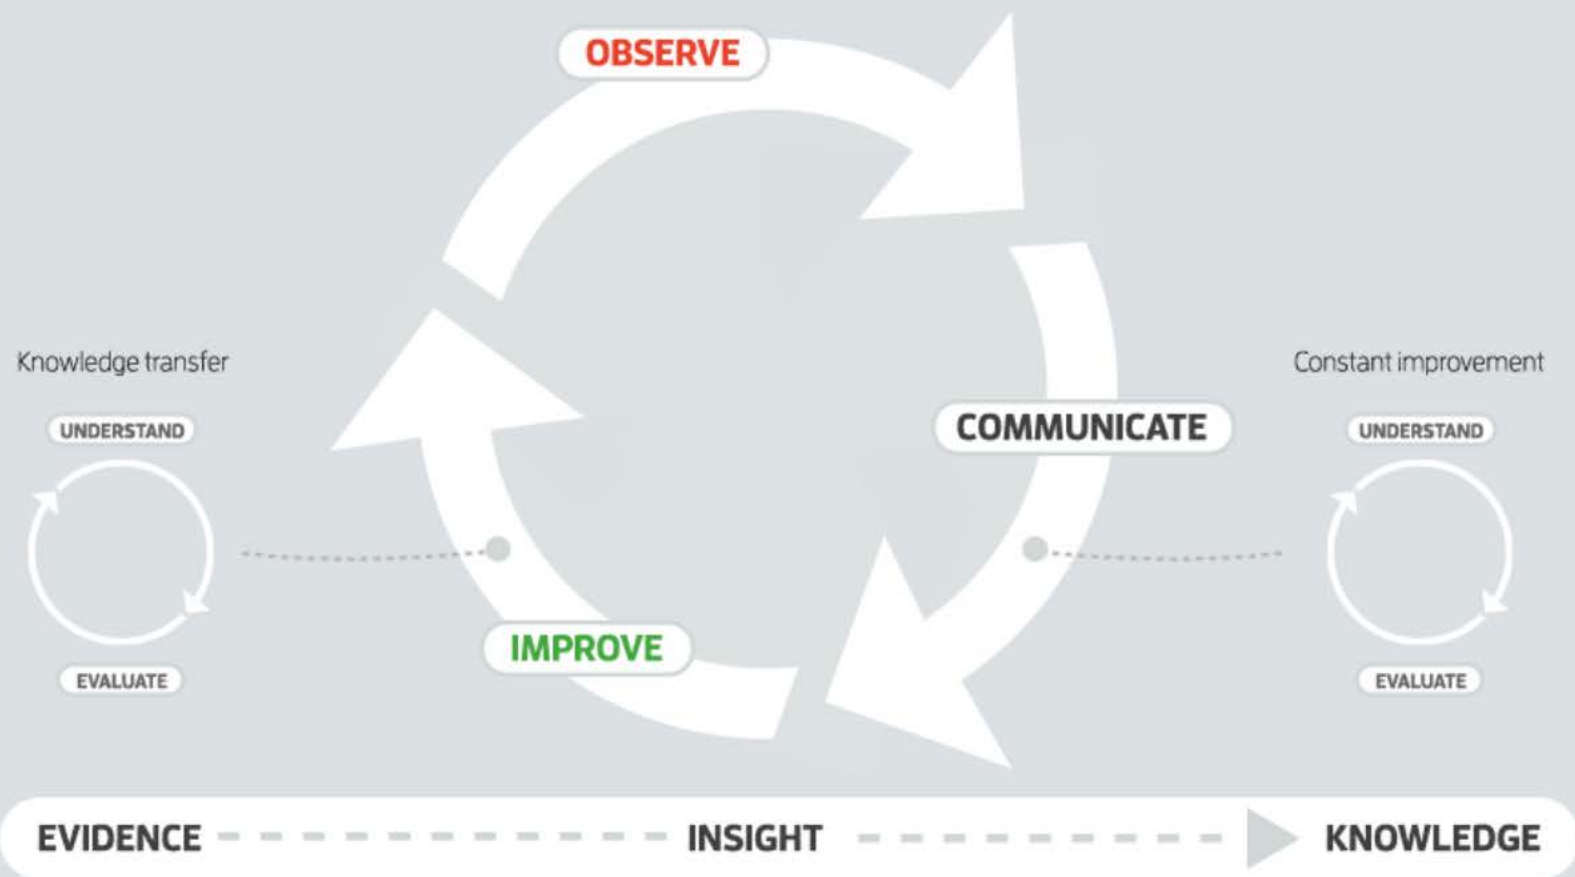 OBSERVE
Knowledge transfer
Constant improvement
UNDERSTAND
COMMUNICATE
UNDERSTAND
IMPROVE
EVALUATE
EVALUATE
EVIDENCE INSIGHT KNOWLEDGE